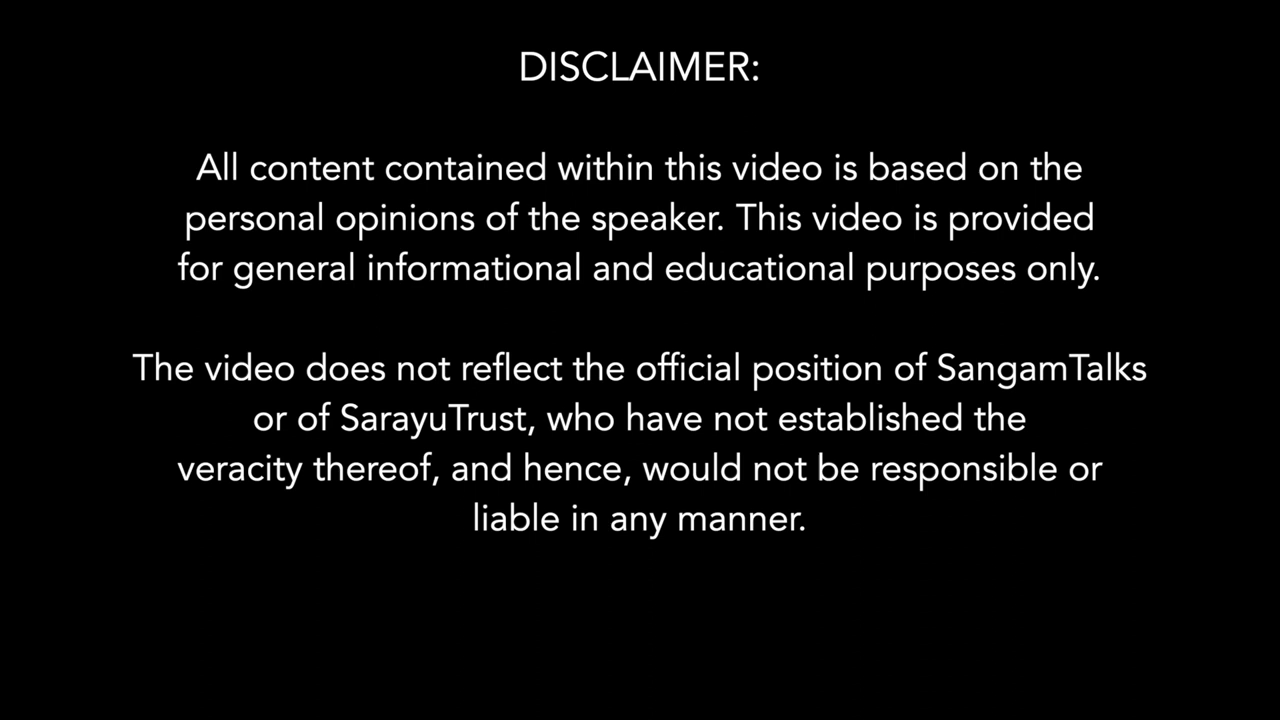 DISCLAIMER:
All content contained within this video is based on the
personal opinions of the speaker. This video is provided
for general informational and educational purposes only.
The video does not reflect the official position of SangamTalks
or of SarayuTrust, who have not established the
veracity thereof, and hence, would not be responsible or
liable in any manner.